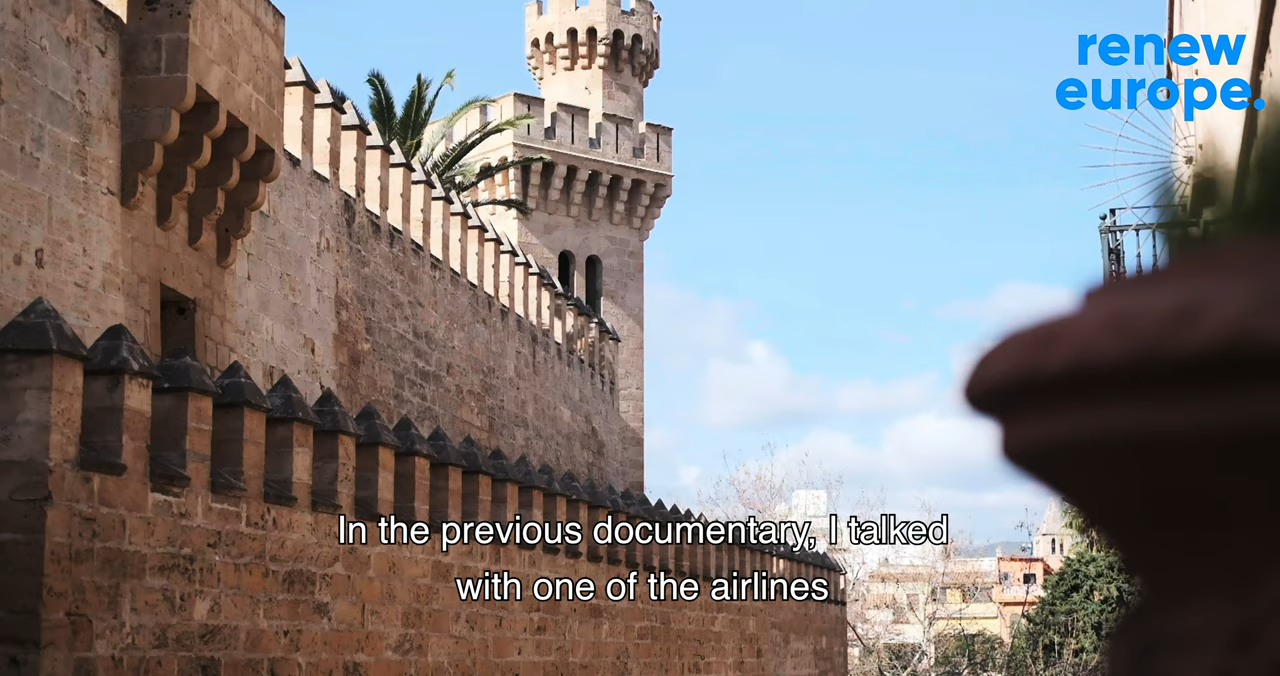 renew
europe.
In the previous documentary, I talked
with one of the airlines